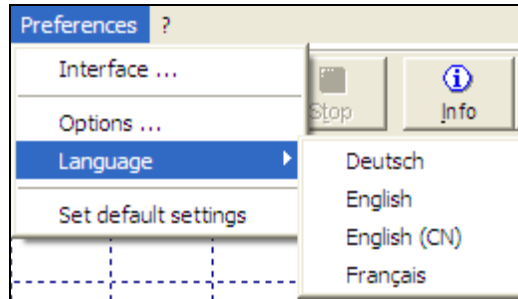 Preferences ?
Interface ...
Stop
Info
Options ...
Language
Deutsch
English
English (CN)
Français
Set default settings